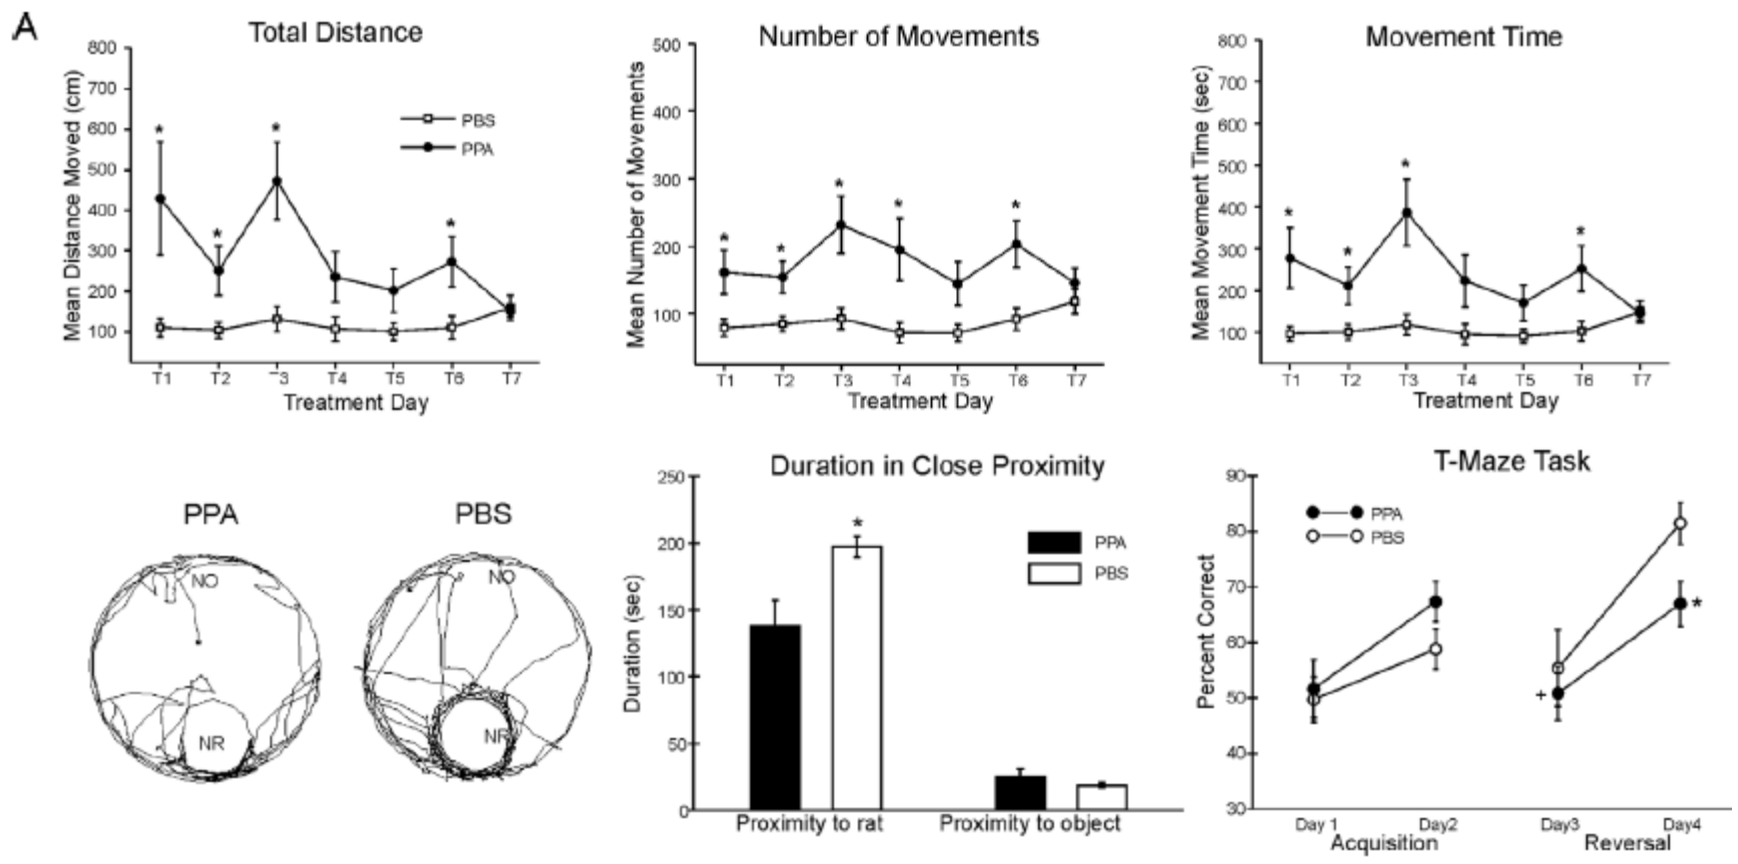 A
Total Distance
800
700
600
500
400
300
200
100
Mean Distance Moved (cm)
*
*
*
*
PBS
PPA
T1 T2 T3 T4 T5 T6 T7
Treatment Day
Number of Movements
500
400
300
200
100
Mean Number of Movements
*
*
*
*
*
T1 T2 T3 T4 T5 T6 T7
Treatment Day
Movement Time
800
700
600
500
400
300
200
100
Mean Movement Time (sec)
*
*
*
*
T1 T2 T3 T4 T5 T6 T7
Treatment Day
PPA
NO
NR
PBS
NO
NR
Duration in Close Proximity
250
200
150
100
50
0
Duration (sec)
*
PPA
PBS
Proximity to rat Proximity to object
T-Maze Task
90
80
70
60
50
40
30
Percent Correct
PPA
PBS
+
*
Day 1 Day2 Day3 Day4
Acquisition Reversal